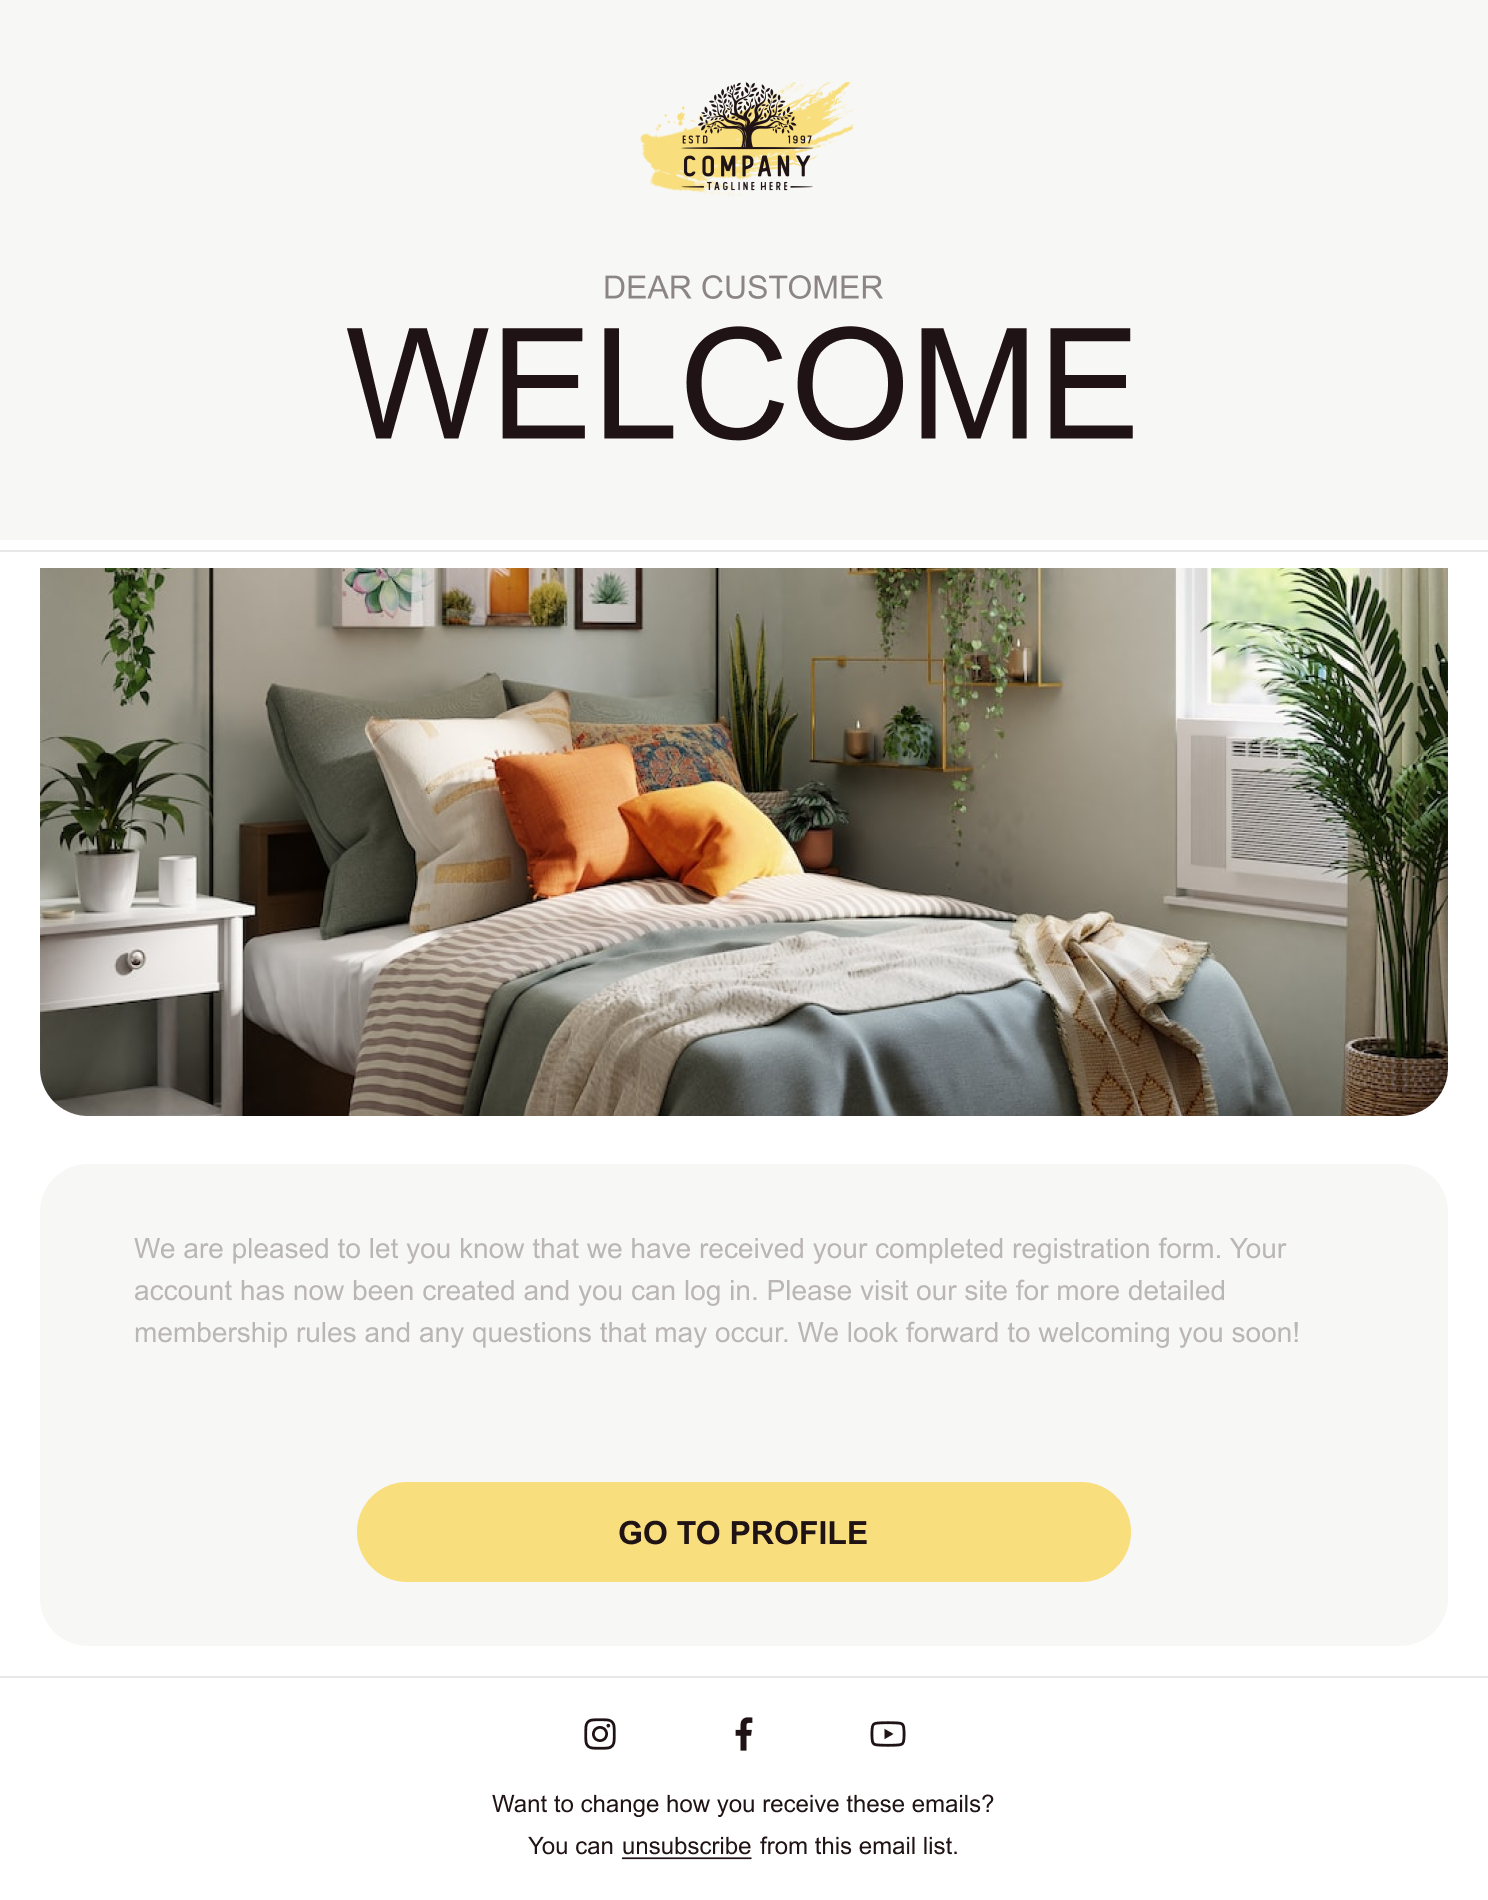 ESTD 1997
COMPANY
TAGLINE HERE
DEAR CUSTOMER
WELCOME
We are pleased to let you know that we have received your completed registration form. Your
account has now been created and you can log in. Please visit our site for more detailed
membership rules and any questions that may occur. We look forward to welcoming you soon!
GO TO PROFILE
Want to change how you receive these emails?
You can unsubscribe from this email list.